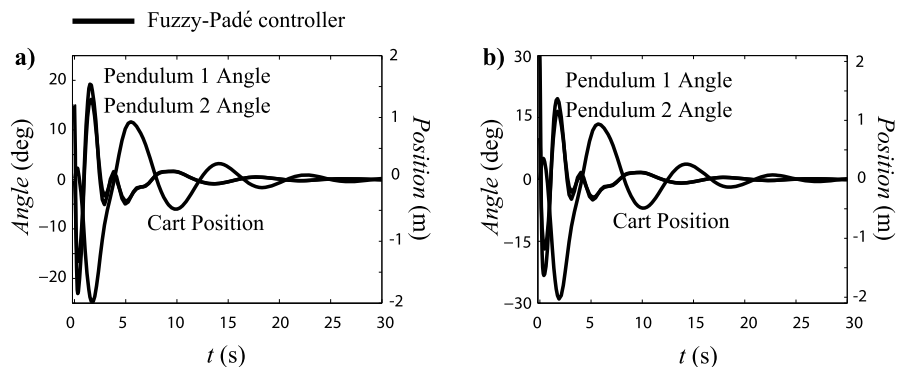 Fuzzy-Padé controller
a)
Pendulum 1 Angle
Pendulum 2 Angle
Cart Position
Angle (deg)
20
10
0
−10
−20
Position (m)
2
1
0
-1
-2
0 5 10 15 20 25 30
t (s)
b)
Pendulum 1 Angle
Pendulum 2 Angle
Cart Position
Angle (deg)
30
15
0
−15
−30
Position (m)
2
1
0
-1
-2
0 5 10 15 20 25 30
t (s)